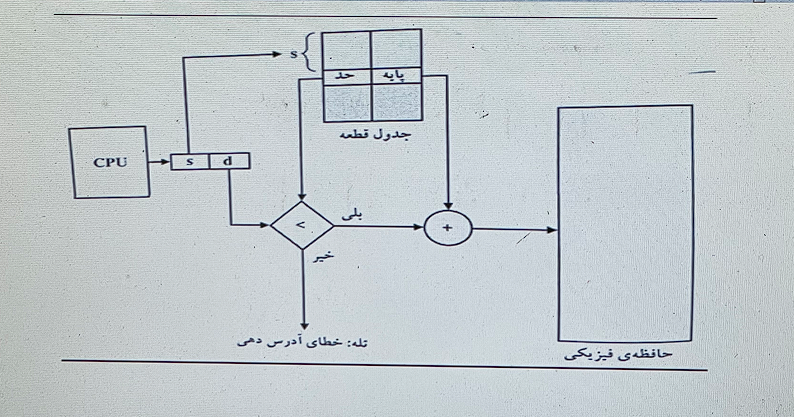 s
حد پایه
جدول قطعه
CPU
s d
<
بلی
+
خیر
تله: خطای آدرس دهی
حافظه‌ی فیزیکی